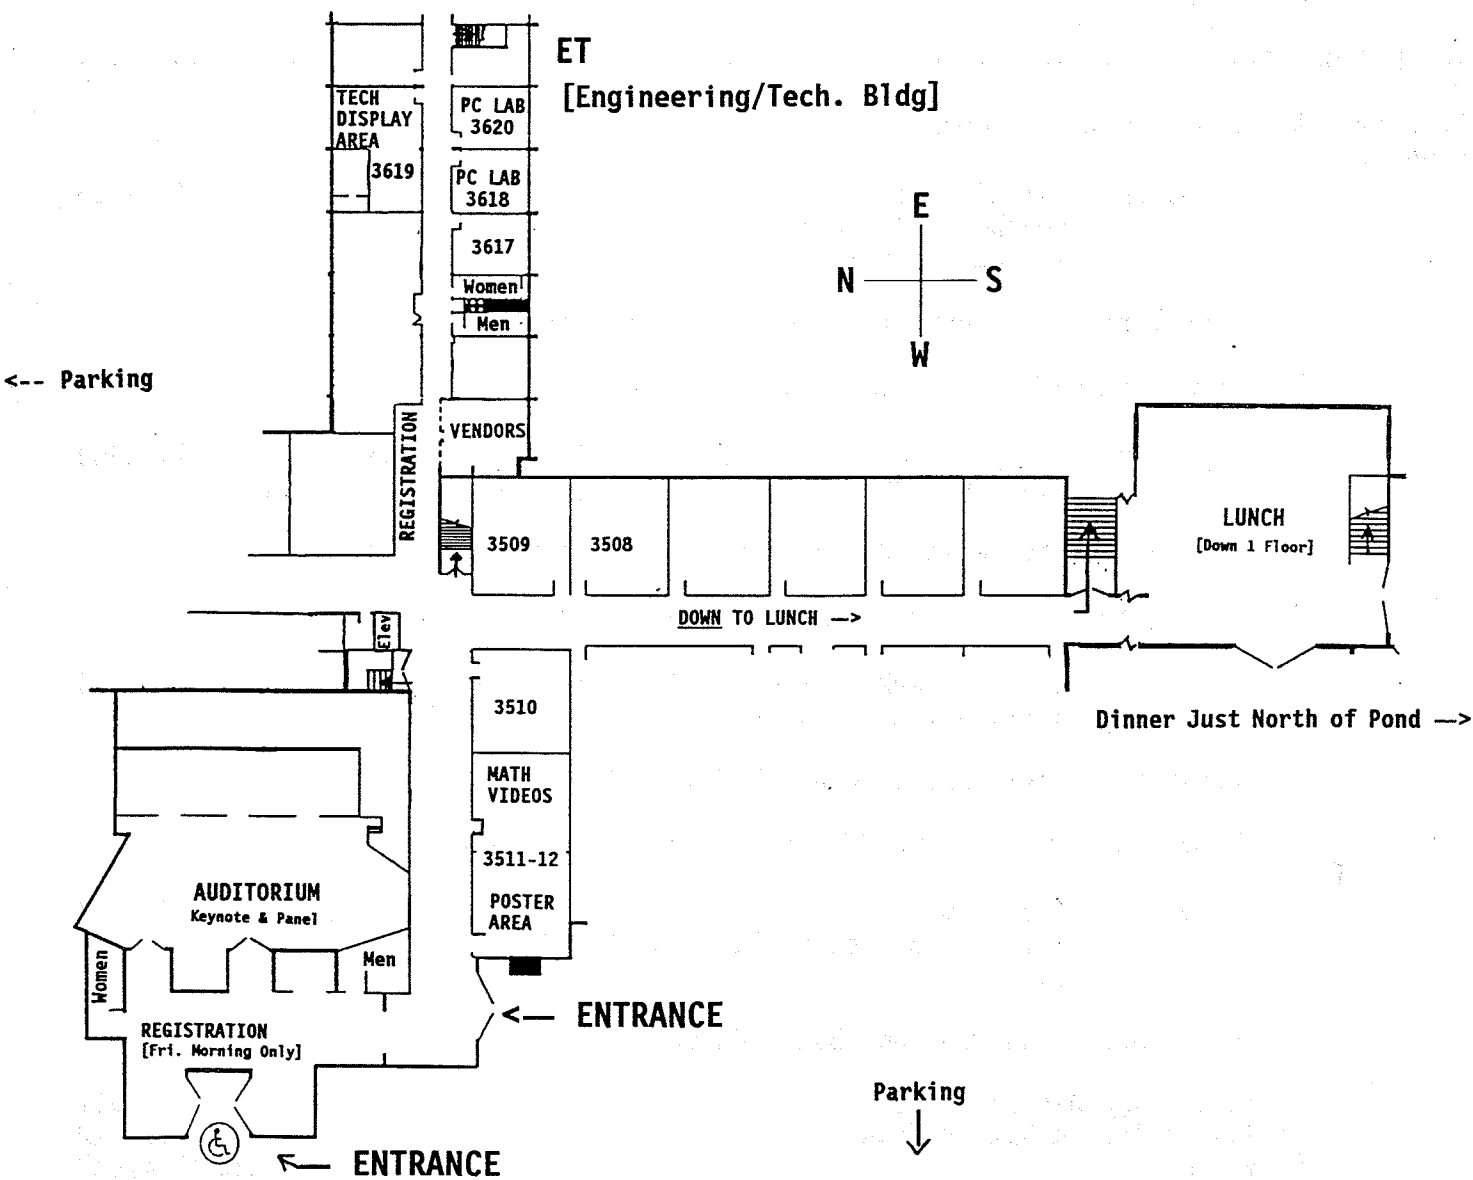 ET
[Engineering/Tech. Bldg]
TECH
DISPLAY
AREA
3619
PC LAB
3620
PC LAB
3618
3617
Women
Men
E
N
S
W
<-- Parking
REGISTRATION
VENDORS
3509
3508
LUNCH
[Down 1 Floor]
DOWN TO LUNCH —>
Elev
3510
Dinner Just North of Pond —>
MATH
VIDEOS
3511-12
POSTER
AREA
AUDITORIUM
Keynote & Panel
Women
Men
<— ENTRANCE
REGISTRATION
[Fri. Morning Only]
Parking
ENTRANCE